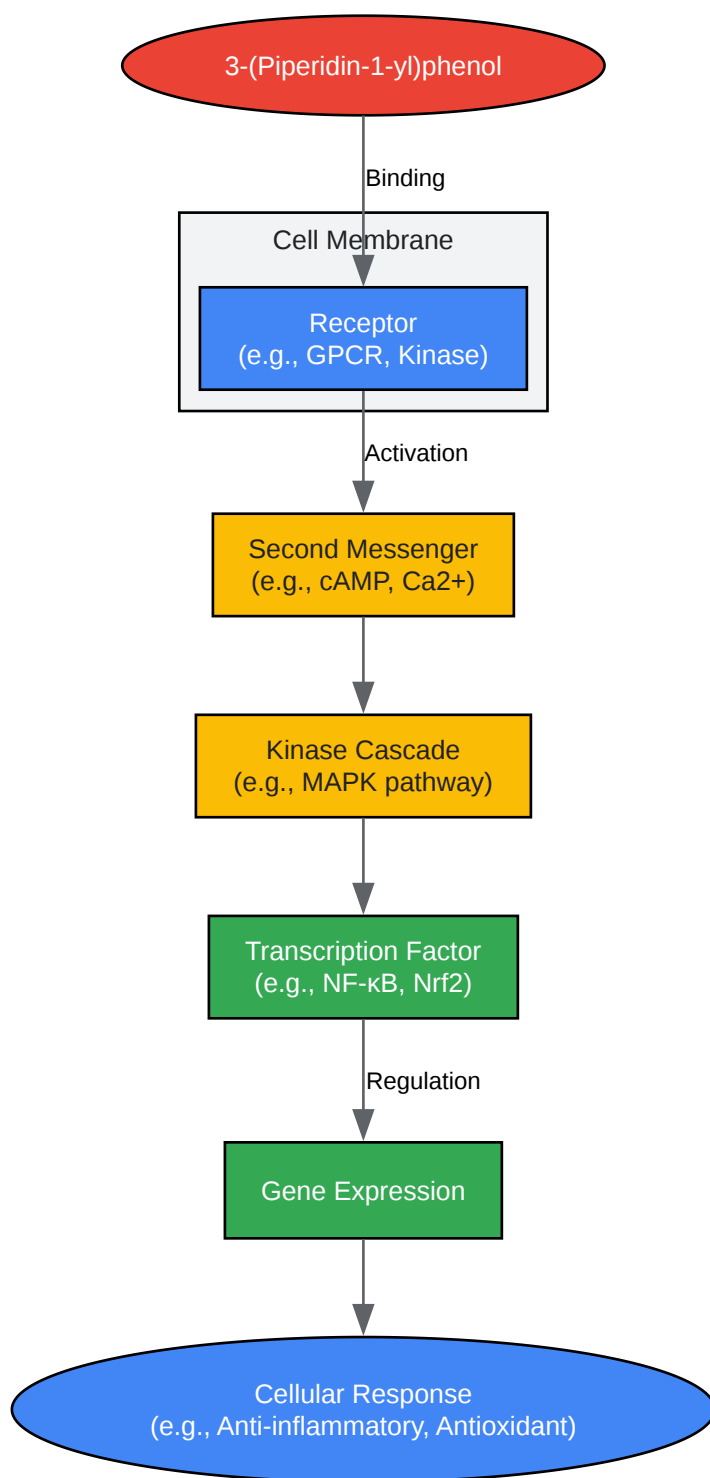 3-(Piperidin-1-yl)phenol
Binding
Cell Membrane
Receptor
(e.g., GPCR, Kinase)
Activation
Second Messenger
(e.g., cAMP, Ca2+)
Kinase Cascade
(e.g., MAPK pathway)
Transcription Factor
(e.g., NF-κB, Nrf2)
Regulation
Gene Expression
Cellular Response
(e.g., Anti-inflammatory, Antioxidant)